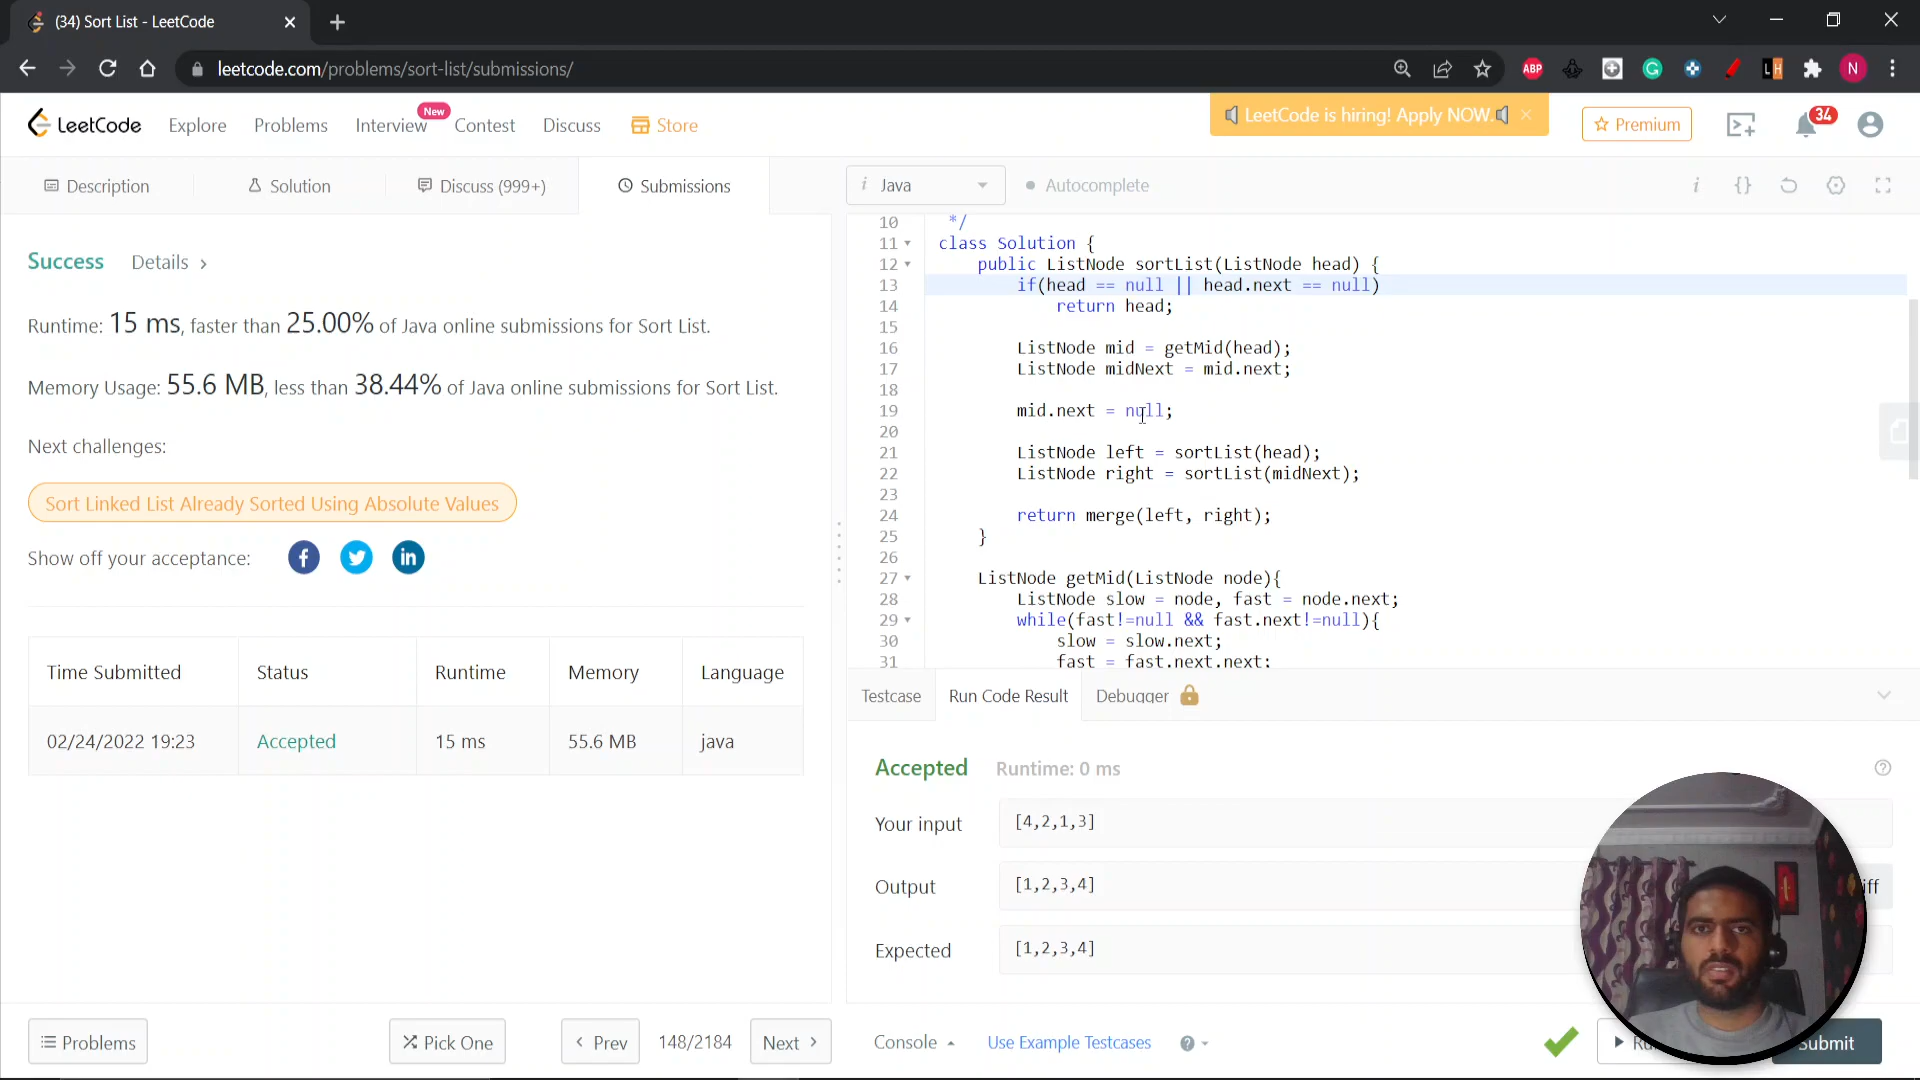 (34) Sort List - LeetCode
leetcode.com/problems/sort-list/submissions/
ABP
LH
N
LeetCode
Explore
Problems
Interview
New
Contest
Discuss
Store
LeetCode is hiring! Apply NOW.
Premium
34
Description
Solution
Discuss (999+)
Submissions
i Java
Autocomplete
Success Details
Runtime: 15 ms, faster than 25.00% of Java online submissions for Sort List.
Memory Usage: 55.6 MB, less than 38.44% of Java online submissions for Sort List.
Next challenges:
Sort Linked List Already Sorted Using Absolute Values
Show off your acceptance:
Time Submitted Status Runtime Memory Language
02/24/2022 19:23 Accepted 15 ms 55.6 MB java
Problems
Pick One
Prev
148/2184
Next
10 */
11 class Solution {
12 public ListNode sortList(ListNode head) {
13 if(head == null || head.next == null)
14 return head;
15
16 ListNode mid = getMid(head);
17 ListNode midNext = mid.next;
18
19 mid.next = null;
20
21 ListNode left = sortList(head);
22 ListNode right = sortList(midNext);
23
24 return merge(left, right);
25 }
26
27 ListNode getMid(ListNode node){
28 ListNode slow = node, fast = node.next;
29 while(fast!=null && fast.next!=null){
30 slow = slow.next;
31 fast = fast.next.next;
Testcase
Run Code Result
Debugger
Accepted Runtime: 0 ms
Your input [4,2,1,3]
Output [1,2,3,4]
iff
Expected [1,2,3,4]
Console
Use Example Testcases
Submit